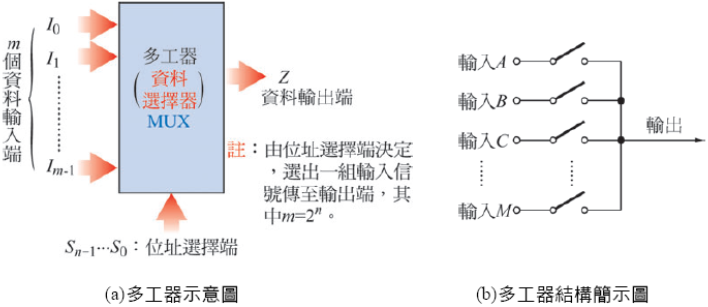 m個資料輸入端
I0
I1
Im-1
多工器
(資料
選擇器)
MUX
Z
資料輸出端
註：由位址選擇端決定
，選出一組輸入信
號傳至輸出端，其
中m=2ⁿ。
Sn-1…S0：位址選擇端
(a)多工器示意圖
輸入A
輸入B
輸入C
輸入M
輸出
(b)多工器結構簡示圖